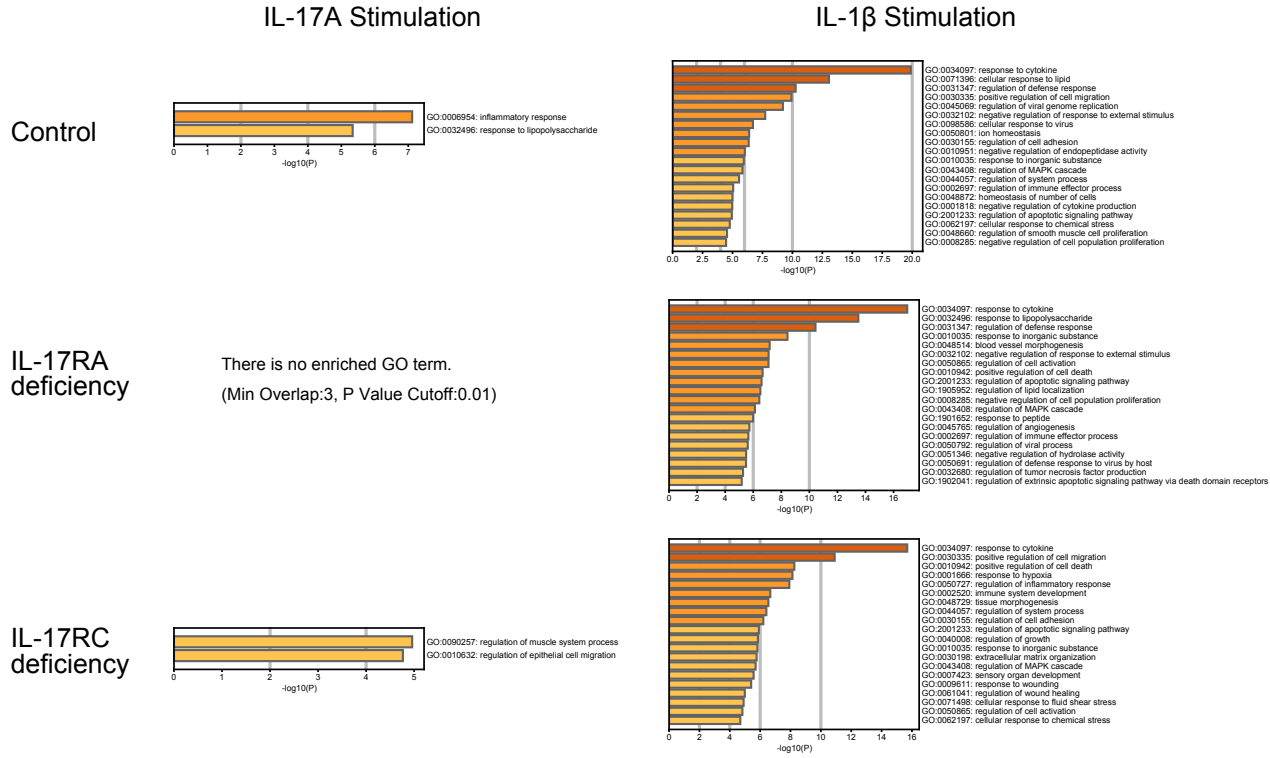 IL-17A Stimulation
IL-1β Stimulation
Control
GO:0006954: inflammatory response
GO:0032496: response to lipopolysaccharide
0 1 2 3 4 5 6 7
-log10(P)
GO:0034097: response to cytokine
GO:0071396: cellular response to lipid
GO:0031347: regulation of defense response
GO:0030335: positive regulation of cell migration
GO:0045069: regulation of viral genome replication
GO:0032102: negative regulation of response to external stimulus
GO:0098586: cellular response to virus
GO:0050801: ion homeostasis
GO:0030155: regulation of cell adhesion
GO:0010951: negative regulation of endopeptidase activity
GO:0010035: response to inorganic substance
GO:0043408: regulation of MAPK cascade
GO:0044057: regulation of system process
GO:0002697: regulation of immune effector process
GO:0048872: homeostasis of number of cells
GO:0001818: negative regulation of cytokine production
GO:2001233: regulation of apoptotic signaling pathway
GO:0062197: cellular response to chemical stress
GO:0048660: regulation of smooth muscle cell proliferation
GO:0008285: negative regulation of cell population proliferation
0.0 2.5 5.0 7.5 10.0 12.5 15.0 17.5 20.0
-log10(P)
IL-17RA
deficiency
There is no enriched GO term.
(Min Overlap:3, P Value Cutoff:0.01)
GO:0034097: response to cytokine
GO:0032496: response to lipopolysaccharide
GO:0031347: regulation of defense response
GO:0010035: response to inorganic substance
GO:0048514: blood vessel morphogenesis
GO:0032102: negative regulation of response to external stimulus
GO:0050865: regulation of cell activation
GO:0010942: positive regulation of cell death
GO:2001233: regulation of apoptotic signaling pathway
GO:1905952: regulation of lipid localization
GO:0008285: negative regulation of cell population proliferation
GO:0043408: regulation of MAPK cascade
GO:1901652: response to peptide
GO:0045765: regulation of angiogenesis
GO:0002697: regulation of immune effector process
GO:0050792: regulation of viral process
GO:0051346: negative regulation of hydrolase activity
GO:0050691: regulation of defense response to virus by host
GO:0032680: regulation of tumor necrosis factor production
GO:1902041: regulation of extrinsic apoptotic signaling pathway via death domain receptors
0 2 4 6 8 10 12 14 16
-log10(P)
IL-17RC
deficiency
GO:0090257: regulation of muscle system process
GO:0010632: regulation of epithelial cell migration
0 1 2 3 4 5
-log10(P)
GO:0034097: response to cytokine
GO:0030335: positive regulation of cell migration
GO:0010942: positive regulation of cell death
GO:0001666: response to hypoxia
GO:0050727: regulation of inflammatory response
GO:0002520: immune system development
GO:0048729: tissue morphogenesis
GO:0044057: regulation of system process
GO:0030155: regulation of cell adhesion
GO:2001233: regulation of apoptotic signaling pathway
GO:0040008: regulation of growth
GO:0010035: response to inorganic substance
GO:0030198: extracellular matrix organization
GO:0043408: regulation of MAPK cascade
GO:0007423: sensory organ development
GO:0009611: response to wounding
GO:0061041: regulation of wound healing
GO:0071498: cellular response to fluid shear stress
GO:0050865: regulation of cell activation
GO:0062197: cellular response to chemical stress
0 2 4 6 8 10 12 14 16
-log10(P)